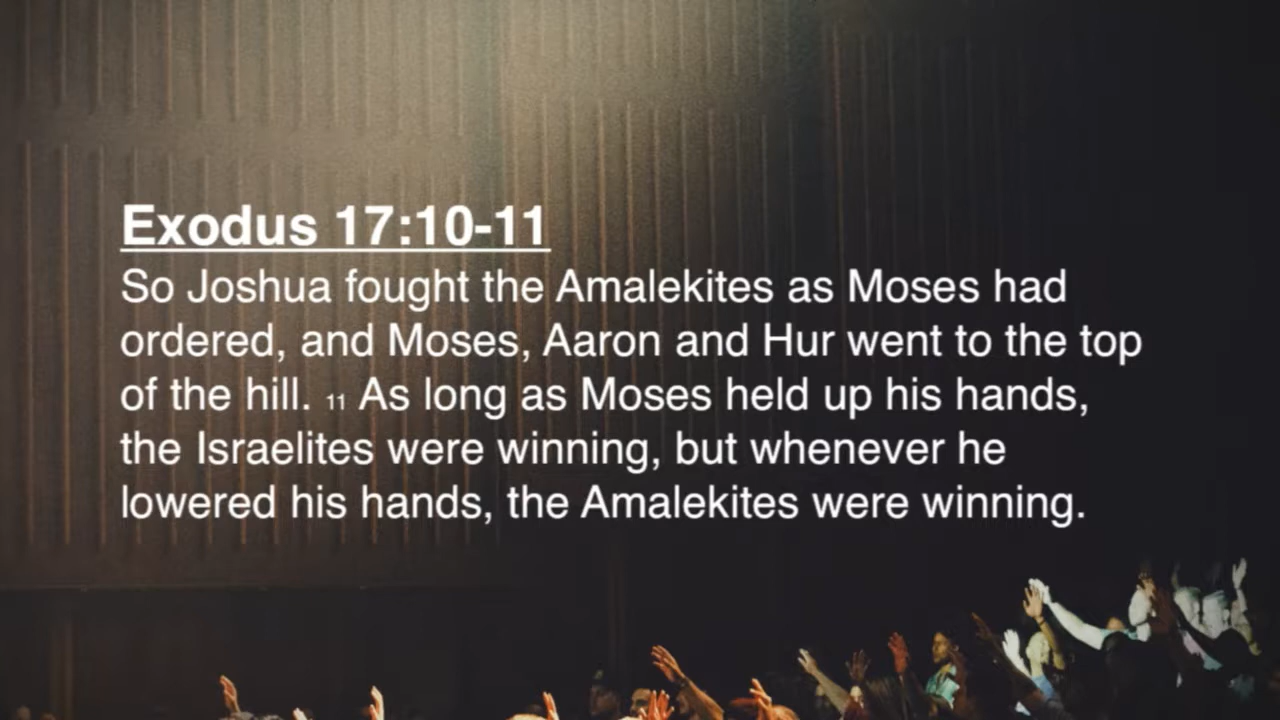 Exodus 17:10-11
So Joshua fought the Amalekites as Moses had
ordered, and Moses, Aaron and Hur went to the top
of the hill. 11 As long as Moses held up his hands,
the Israelites were winning, but whenever he
lowered his hands, the Amalekites were winning.